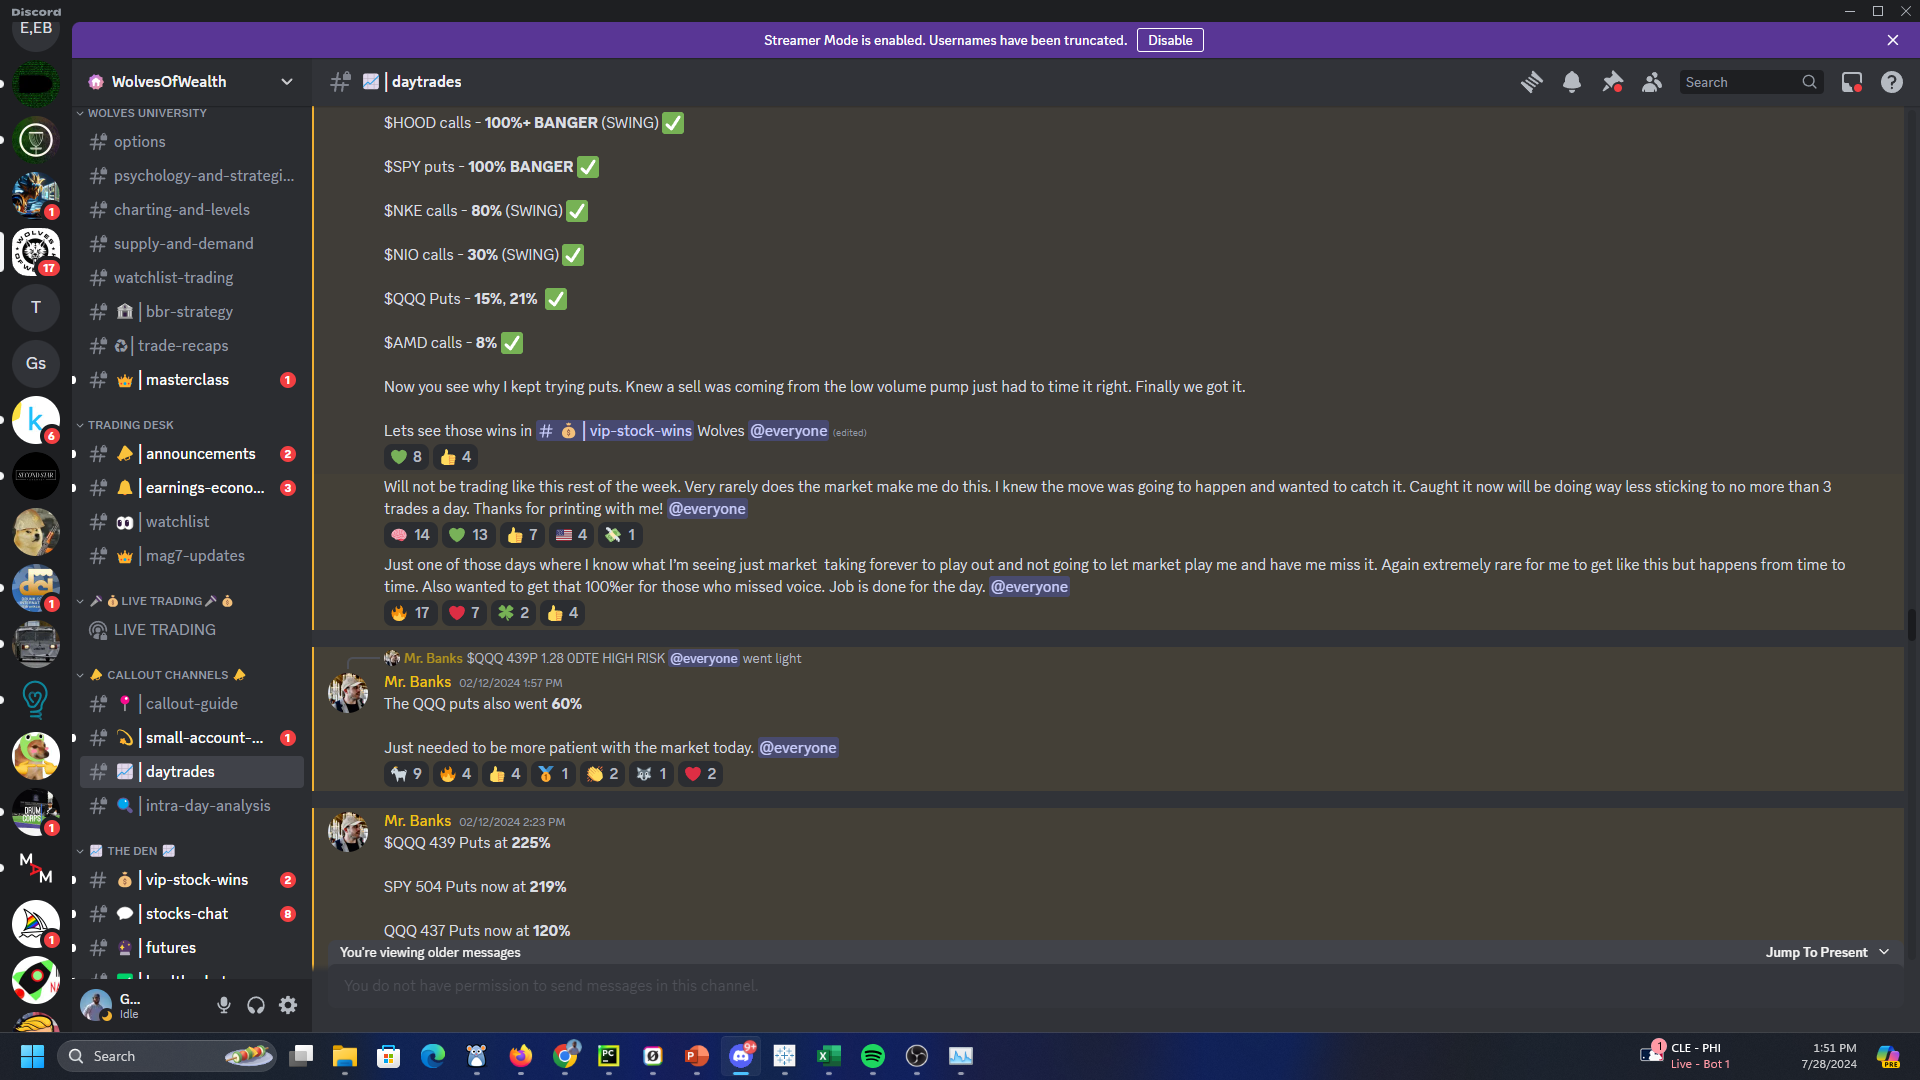 Discord
E,EB
Streamer Mode is enabled. Usernames have been truncated. Disable
WolvesOfWealth
| daytrades
Search
WOLVES UNIVERSITY
options
psychology-and-strategi...
charting-and-levels
supply-and-demand
watchlist-trading
| bbr-strategy
| trade-recaps
| masterclass 1
TRADING DESK
| announcements 2
| earnings-econo... 3
| watchlist
| mag7-updates
LIVE TRADING
LIVE TRADING
CALLOUT CHANNELS
| callout-guide
| small-account-... 1
| daytrades
| intra-day-analysis
THE DEN
| vip-stock-wins 2
| stocks-chat 8
| futures
1
WOLVES
17
T
Gs
k
6
SECOND STAR
dci
1
DRUM CORPS
1
M A M
1
G...
Idle
$HOOD calls - 100%+ BANGER (SWING) ✅
$SPY puts - 100% BANGER ✅
$NKE calls - 80% (SWING) ✅
$NIO calls - 30% (SWING) ✅
$QQQ Puts - 15%, 21% ✅
$AMD calls - 8% ✅
Now you see why I kept trying puts. Knew a sell was coming from the low volume pump just had to time it right. Finally we got it.
Lets see those wins in # 💰 | vip-stock-wins Wolves @everyone (edited)
💚 8 👍 4
Will not be trading like this rest of the week. Very rarely does the market make me do this. I knew the move was going to happen and wanted to catch it. Caught it now will be doing way less sticking to no more than 3
trades a day. Thanks for printing with me! @everyone
🧠 14 💚 13 👍 7 🇺🇸 4 💸 1
Just one of those days where I know what I'm seeing just market  taking forever to play out and not going to let market play me and have me miss it. Again extremely rare for me to get like this but happens from time to
time. Also wanted to get that 100%er for those who missed voice. Job is done for the day. @everyone
🔥 17 ❤️ 7 🍀 2 👍 4
Mr. Banks $QQQ 439P 1.28 0DTE HIGH RISK @everyone went light
Mr. Banks 02/12/2024 1:57 PM
The QQQ puts also went 60%
Just needed to be more patient with the market today. @everyone
🐐 9 🔥 4 👍 4 🥇 1 👏 2 🐺 1 ❤️ 2
Mr. Banks 02/12/2024 2:23 PM
$QQQ 439 Puts at 225%
SPY 504 Puts now at 219%
QQQ 437 Puts now at 120%
You're viewing older messages
Jump To Present
You do not have permission to send messages in this channel.
Search
PC
9+
1
CLE - PHI
Live - Bot 1
1:51 PM
7/28/2024
PRE